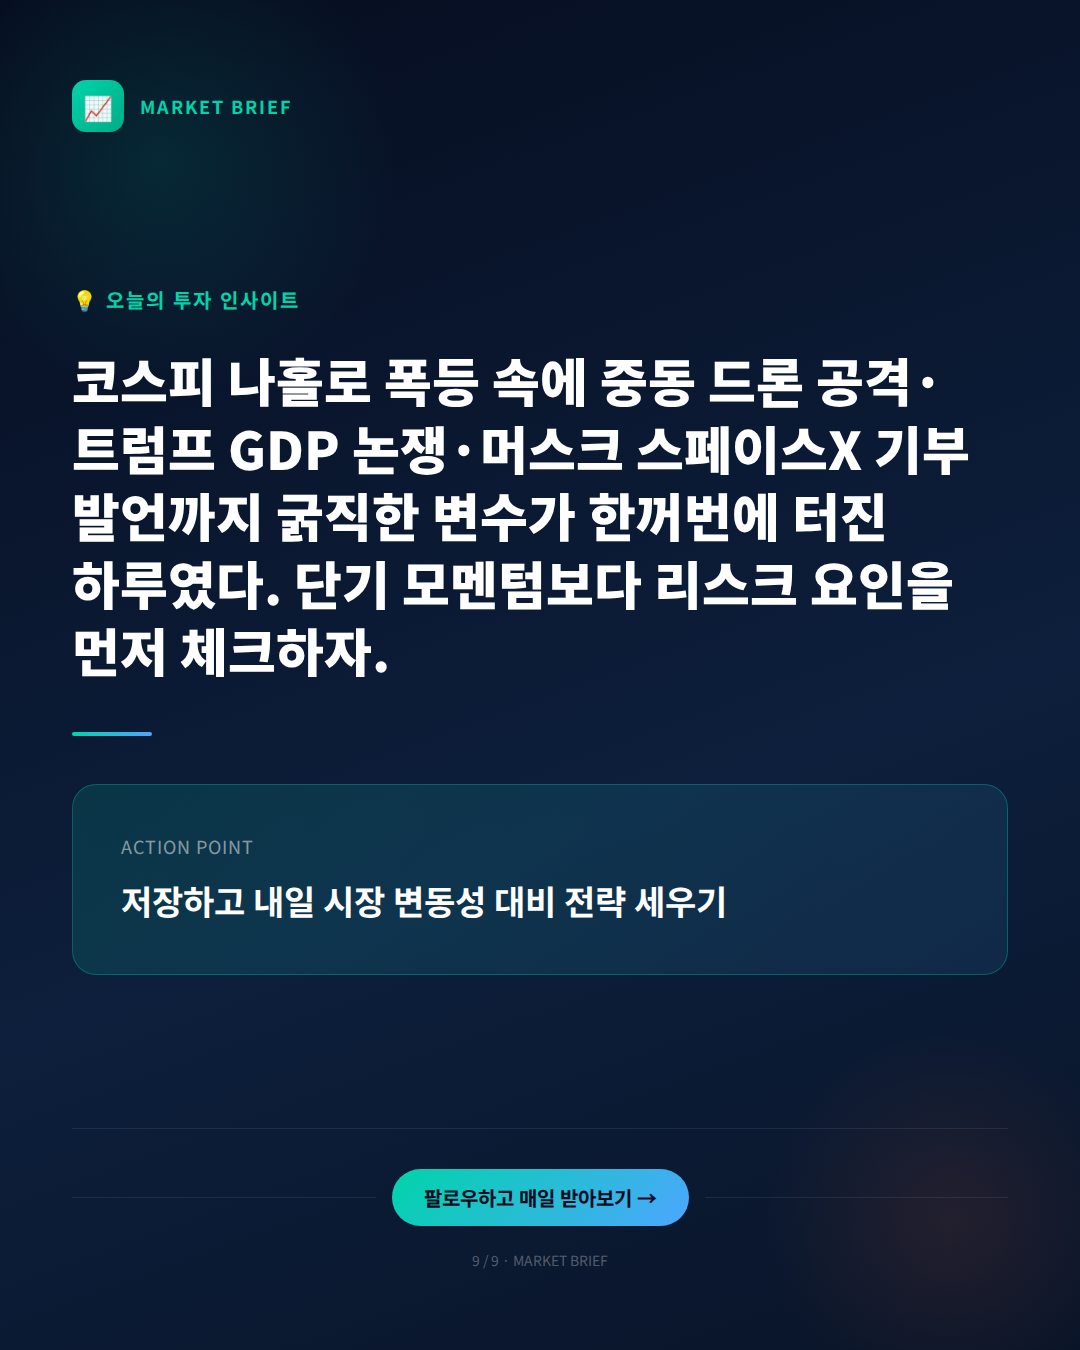 MARKET BRIEF
💡 오늘의 투자 인사이트
코스피 나홀로 폭등 속에 중동 드론 공격·
트럼프 GDP 논쟁·머스크 스페이스X 기부
발언까지 굵직한 변수가 한꺼번에 터진
하루였다. 단기 모멘텀보다 리스크 요인을
먼저 체크하자.
ACTION POINT
저장하고 내일 시장 변동성 대비 전략 세우기
팔로우하고 매일 받아보기 →
9 / 9 · MARKET BRIEF